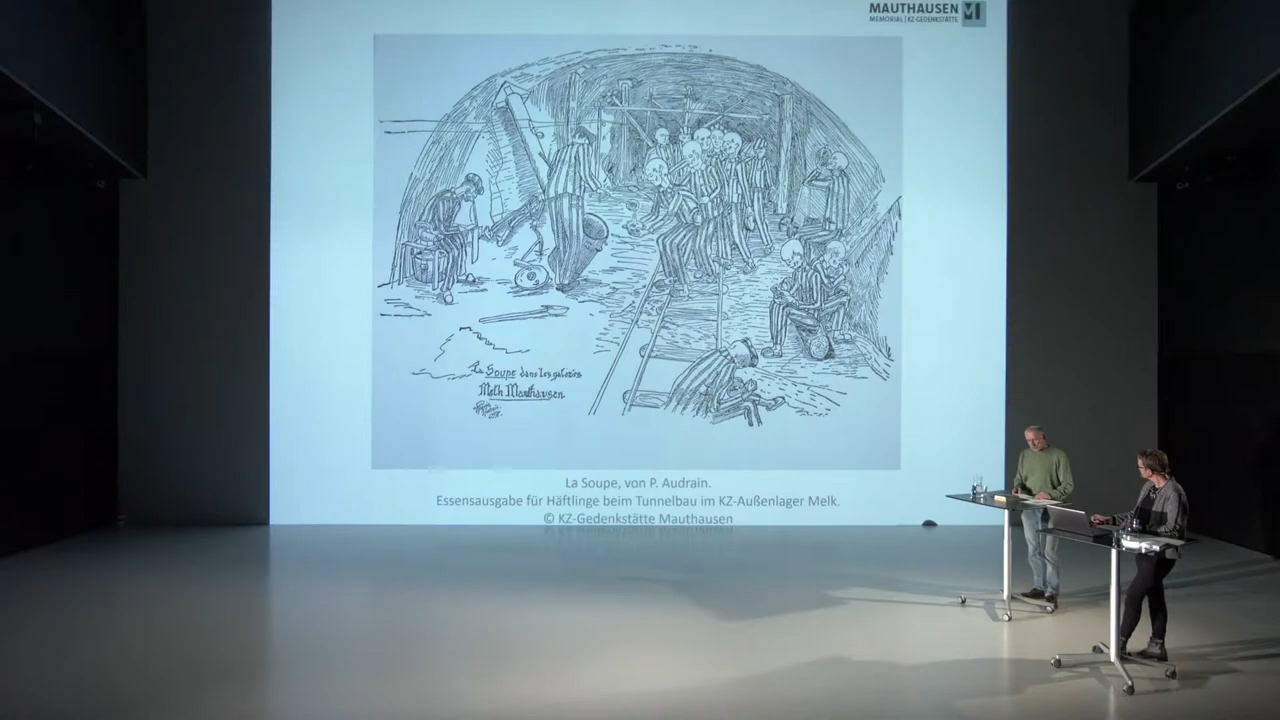 MAUTHAUSEN
MEMORIAL | KZ-GEDENKSTÄTTE
La Soupe dans les galeries
Melk Mauthausen
La Soupe, von P. Audrain.
Essensausgabe für Häftlinge beim Tunnelbau im KZ-Außenlager Melk.
© KZ-Gedenkstätte Mauthausen